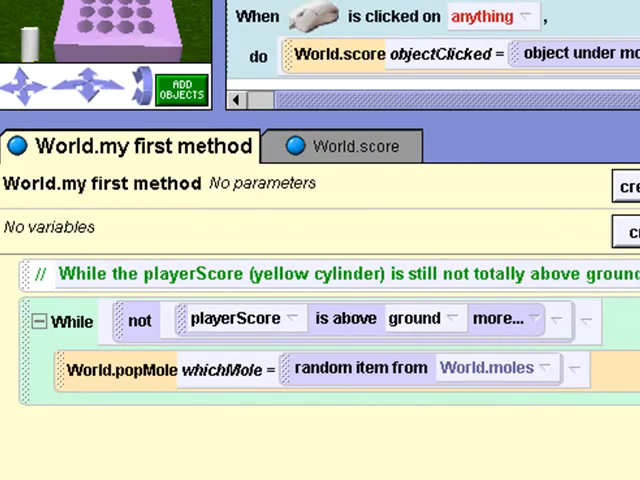 When is clicked on anything ,
do World.score objectClicked = object under mo
ADD
OBJECTS
World.my first method World.score
World.my first method No parameters cre
No variables c
// While the playerScore (yellow cylinder) is still not totally above ground
While not playerScore is above ground more...
World.popMole whichMole = random item from World.moles